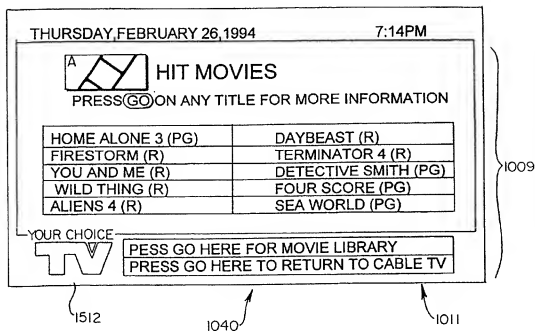 THURSDAY,FEBRUARY 26,1994 7:14PM
A
HIT MOVIES
PRESS GO ON ANY TITLE FOR MORE INFORMATION
HOME ALONE 3 (PG) DAYBEAST (R)
FIRESTORM (R) TERMINATOR 4 (R)
YOU AND ME (R) DETECTIVE SMITH (PG)
WILD THING (R) FOUR SCORE (PG)
ALIENS 4 (R) SEA WORLD (PG)
1009
YOUR CHOICE
TV
PESS GO HERE FOR MOVIE LIBRARY
PRESS GO HERE TO RETURN TO CABLE TV
1512 1040 1011